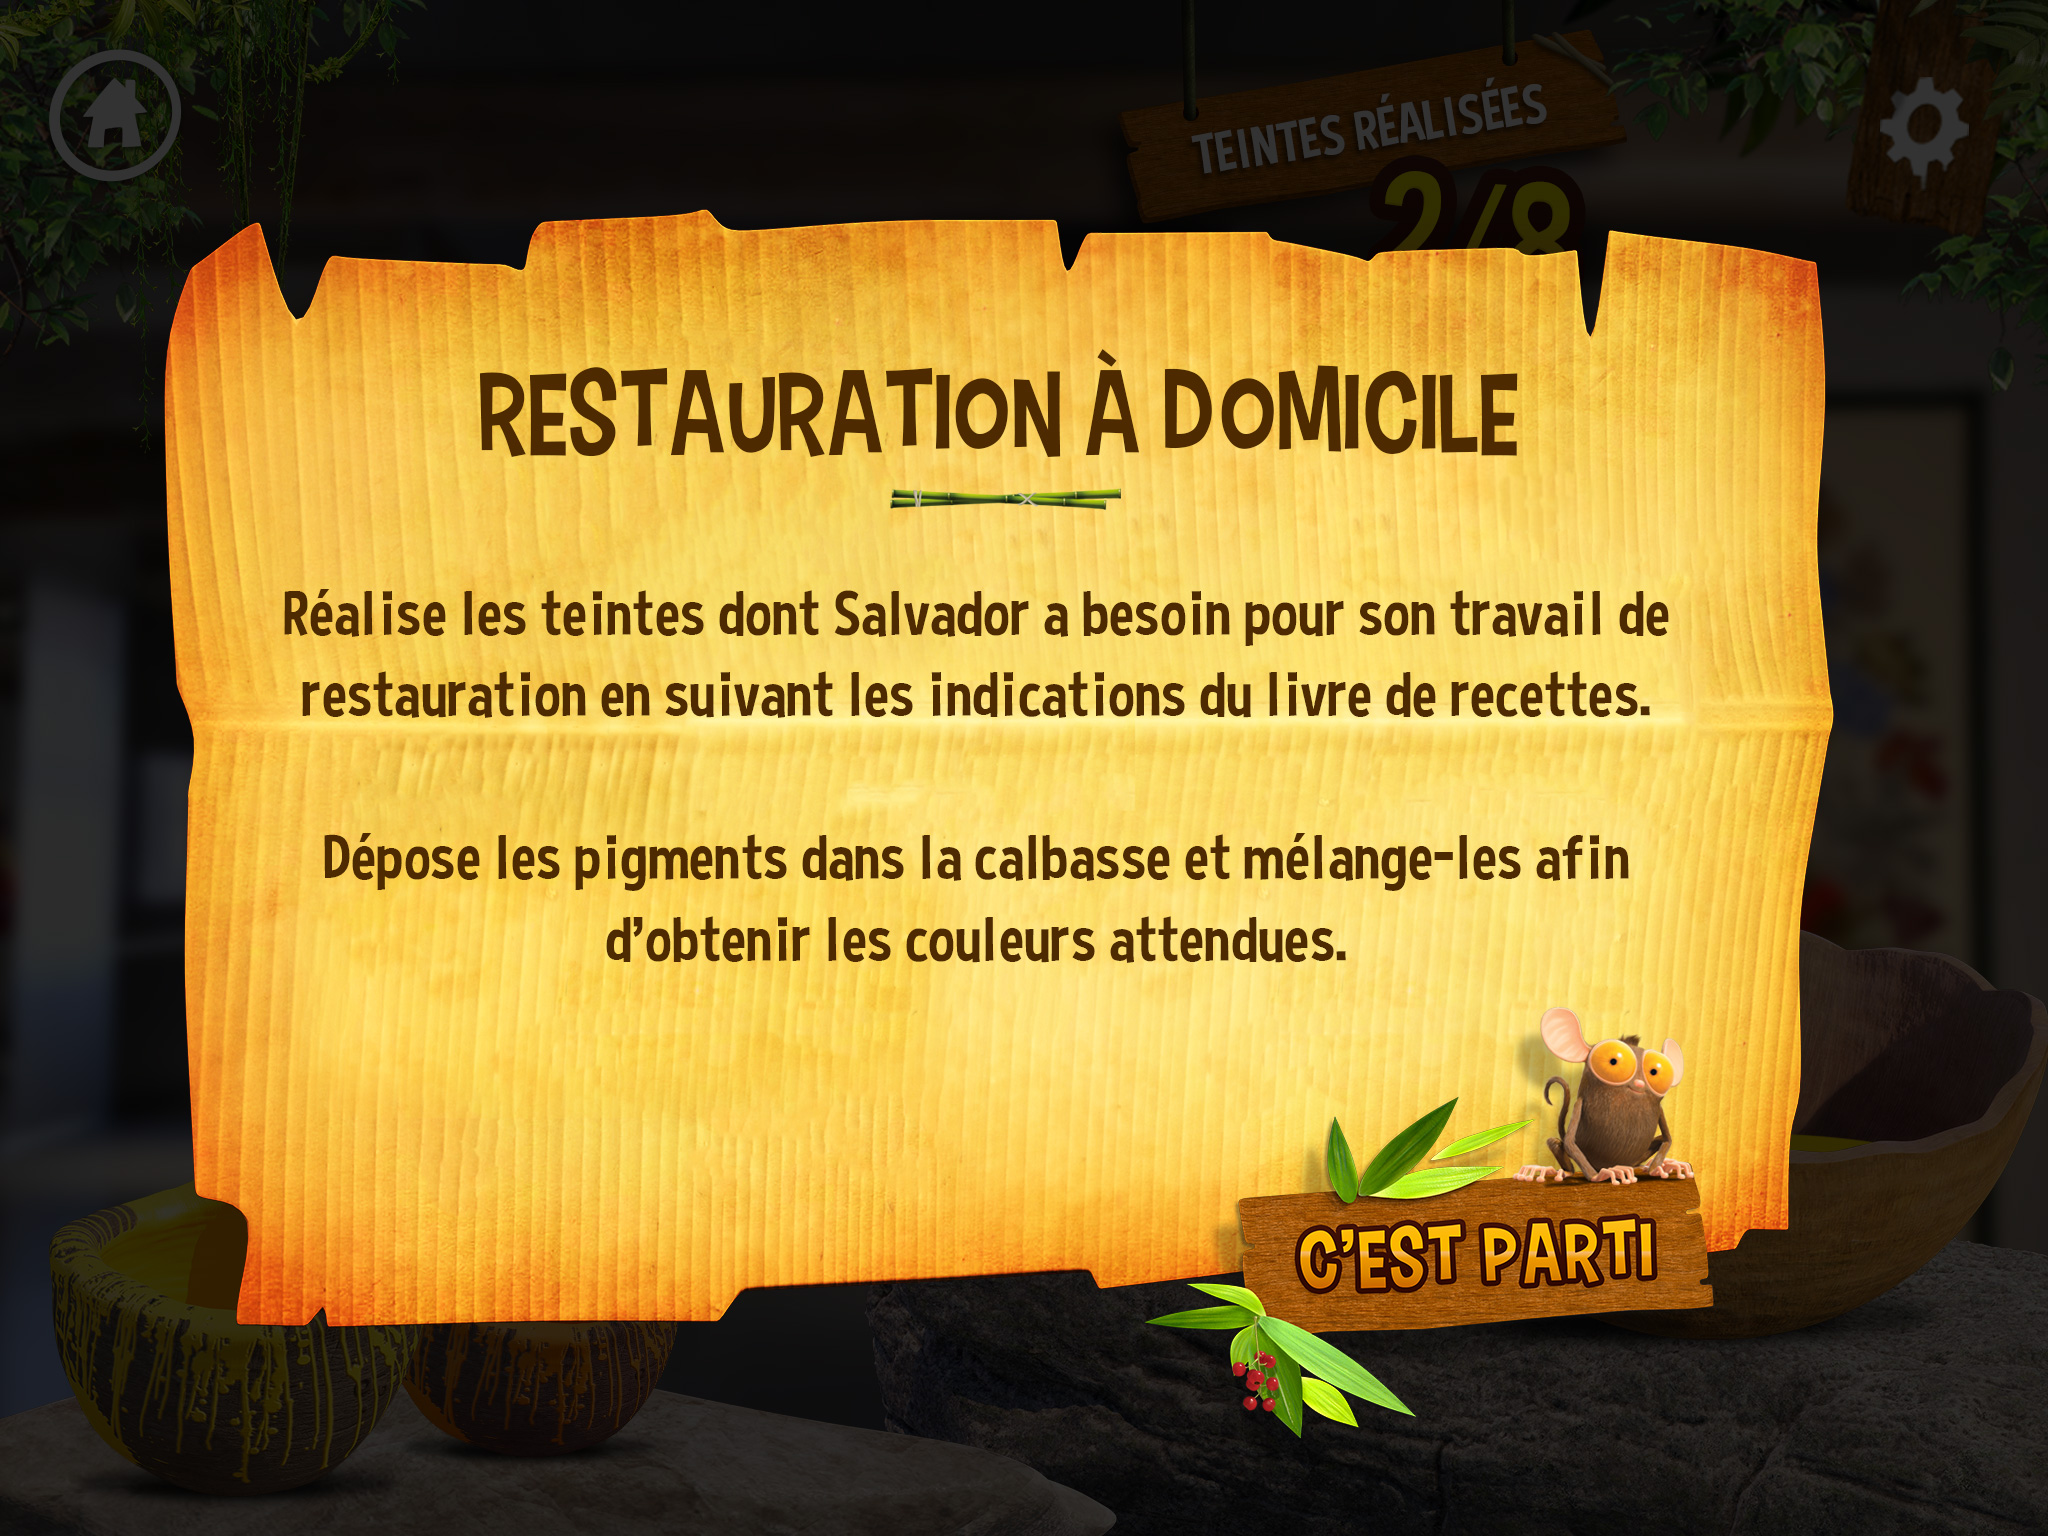 TEINTES RÉALISÉES
2/8
RESTAURATION À DOMICILE
Réalise les teintes dont Salvador a besoin pour son travail de
restauration en suivant les indications du livre de recettes.
Dépose les pigments dans la calbasse et mélange-les afin
d'obtenir les couleurs attendues.
C'EST PARTI